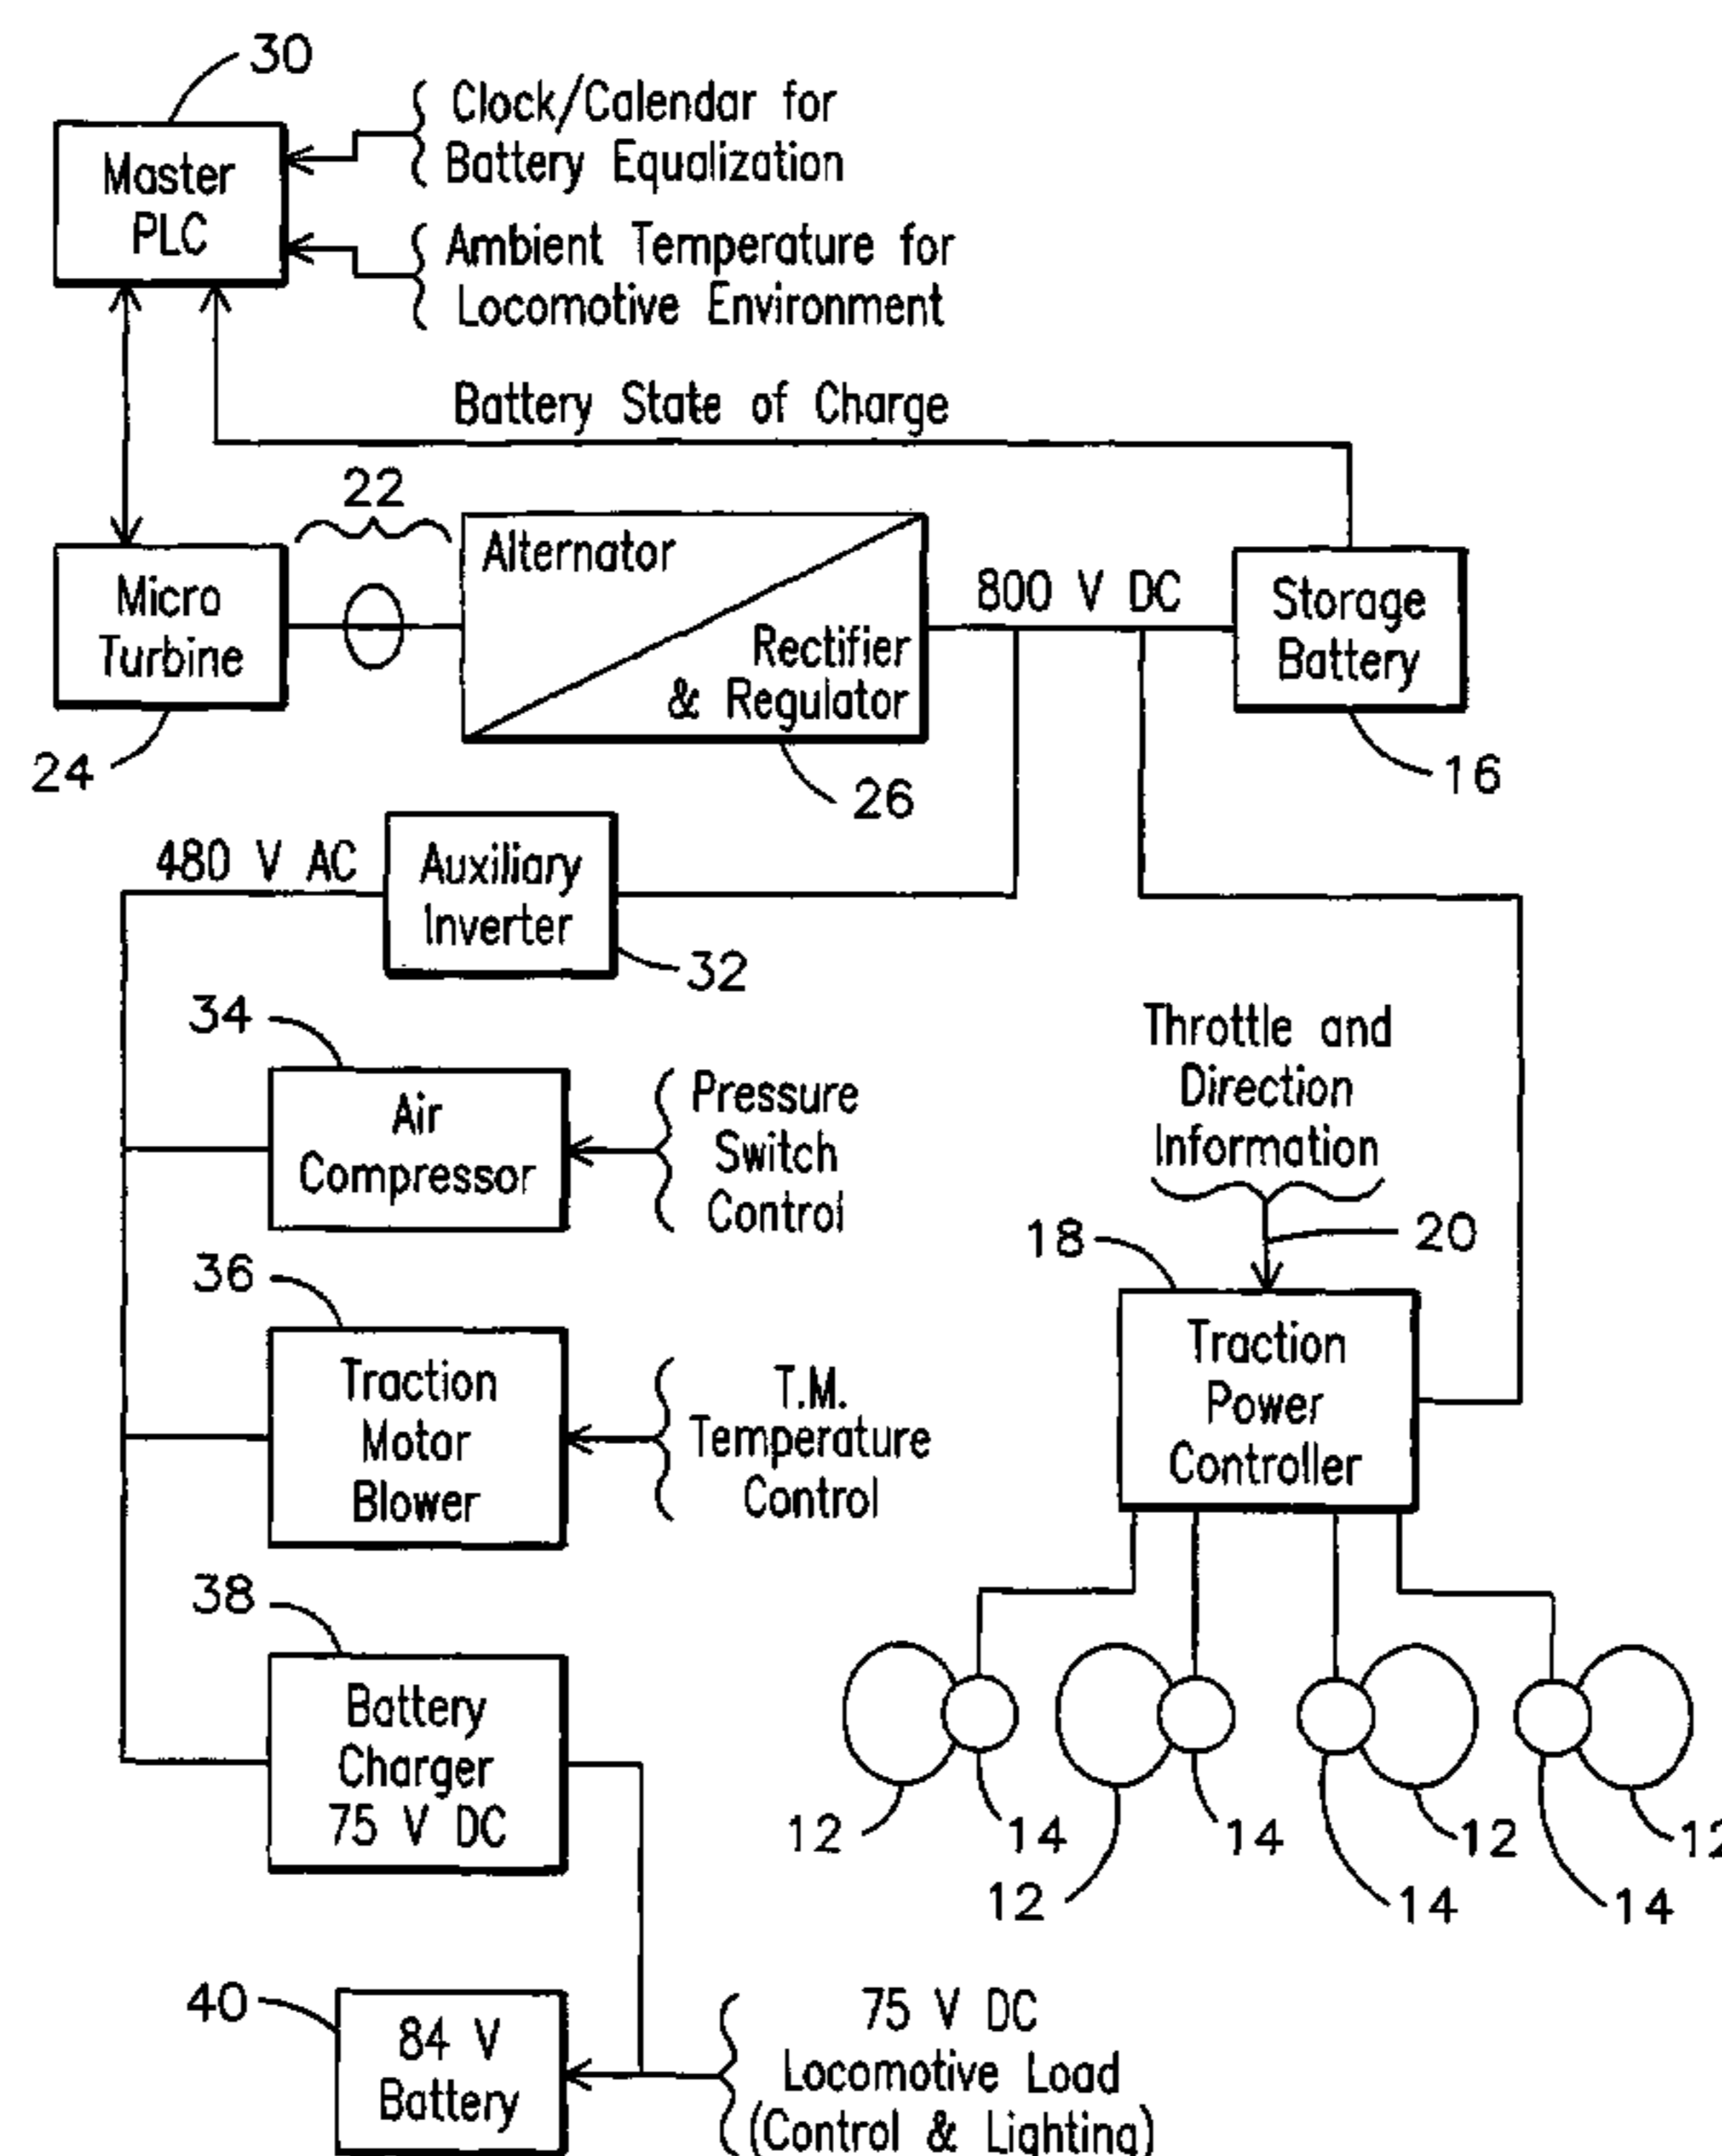 30
Clock/Calendar for
Battery Equalization
Master
PLC
Ambient Temperature for
Locomotive Environment
Battery State of Charge
22
Alternator
800 V DC
Micro
Turbine
Storage
Battery
Rectifier
& Regulator
24
16
26
480 V AC
Auxiliary
Inverter
32
34
Throttle and
Direction
Information
Air
Compressor
Pressure
Switch
Control
18
20
36
Traction
Motor
Blower
T.M.
Temperature
Control
Traction
Power
Controller
38
Battery
Charger
75 V DC
12
14
14
12
12
12
14
14
40
84 V
Battery
75 V DC
Locomotive Load
(Control & Lighting)